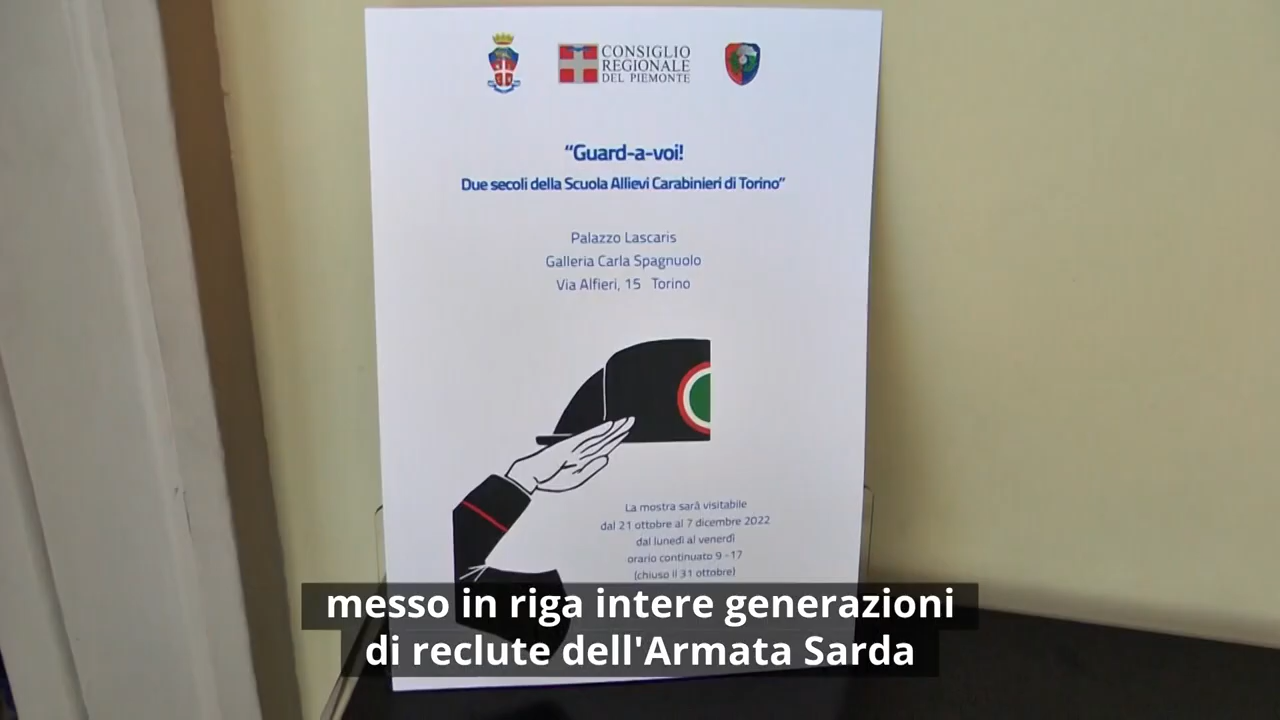 CONSIGLIO
REGIONALE
DEL PIEMONTE
“Guard-a-voi!
Due secoli della Scuola Allievi Carabinieri di Torino”
Palazzo Lascaris
Galleria Carla Spagnuolo
Via Alfieri, 15 Torino
La mostra sarà visitabile
dal 21 ottobre al 7 dicembre 2022
dal lunedì al venerdì
orario continuato 9 -17
(chiuso il 31 ottobre)
messo in riga intere generazioni
di reclute dell'Armata Sarda